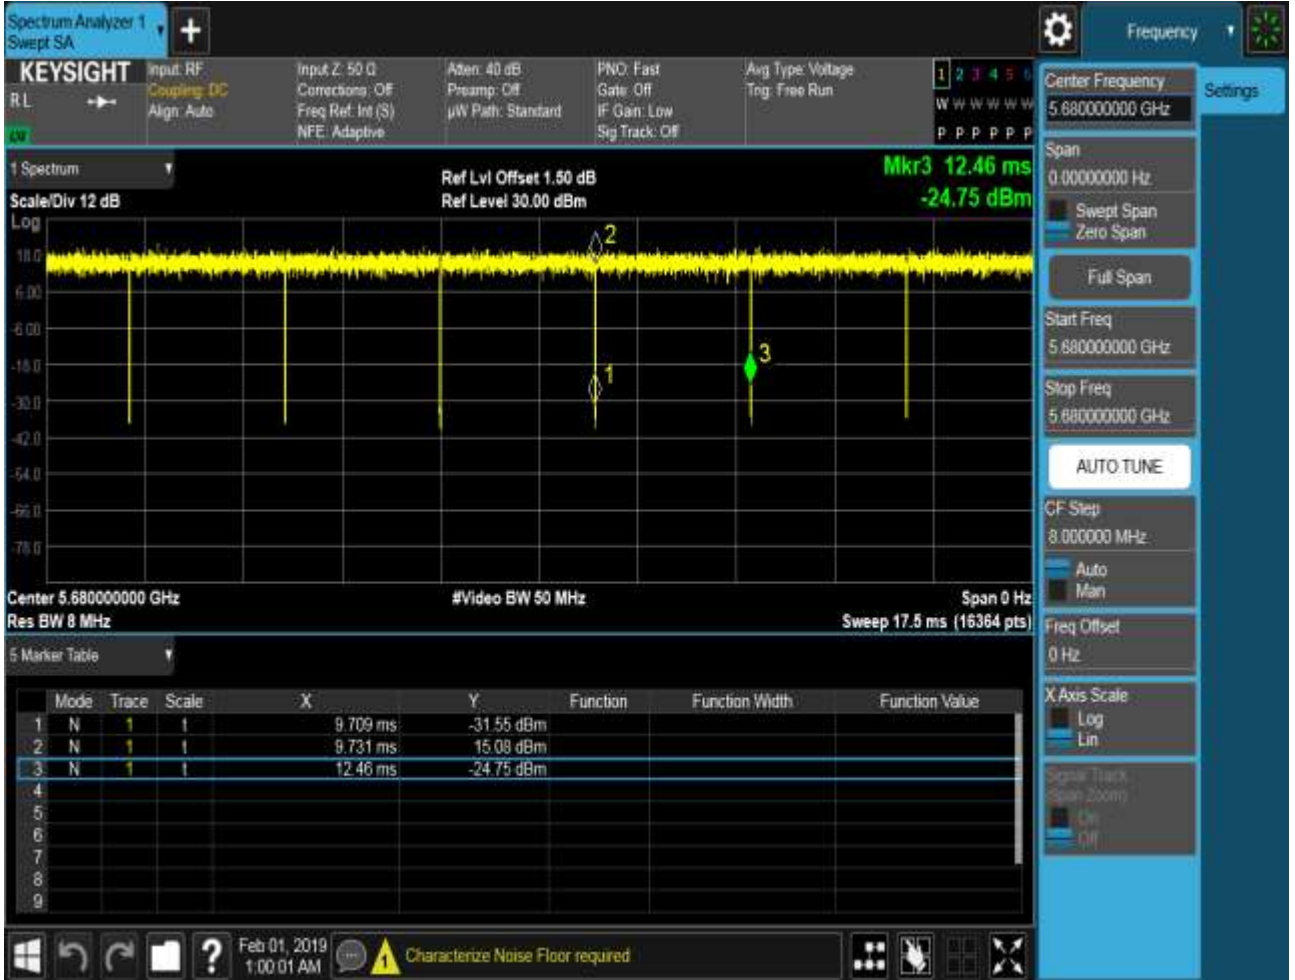 Spectrum Analyzer 1
Swept SA
+
Frequency
KEYSIGHT
RL
Input: RF
Coupling: DC
Align: Auto
Input Z: 50 Ω
Corrections: Off
Freq Ref: Int (S)
NFE: Adaptive
Atten: 40 dB
Preamp: Off
µW Path: Standard
PNO: Fast
Gate: Off
IF Gain: Low
Sig Track: Off
Avg Type: Voltage
Trig: Free Run
1 2 3 4 5 6
W W W W W W
P P P P P P
1 Spectrum
Scale/Div 12 dB
Log
Ref Lvl Offset 1.50 dB
Ref Level 30.00 dBm
Mkr3 12.46 ms
-24.75 dBm
18.0
6.00
-6.00
-18.0
-30.0
-42.0
-54.0
-66.0
-78.0
2
1
3
Center 5.680000000 GHz
#Video BW 50 MHz
Span 0 Hz
Res BW 8 MHz
Sweep 17.5 ms (16364 pts)
5 Marker Table
Mode Trace Scale X Y Function Function Width Function Value
1 N 1 t 9.709 ms -31.55 dBm
2 N 1 t 9.731 ms 15.08 dBm
3 N 1 t 12.46 ms -24.75 dBm
4
5
6
7
8
9
Settings
Center Frequency
5.680000000 GHz
Span
0.00000000 Hz
Swept Span
Zero Span
Full Span
Start Freq
5.680000000 GHz
Stop Freq
5.680000000 GHz
AUTO TUNE
CF Step
8.000000 MHz
Auto
Man
Freq Offset
0 Hz
X Axis Scale
Log
Lin
Signal Track
(Span Zoom)
On
Off
?
Feb 01, 2019
1:00:01 AM
1
Characterize Noise Floor required